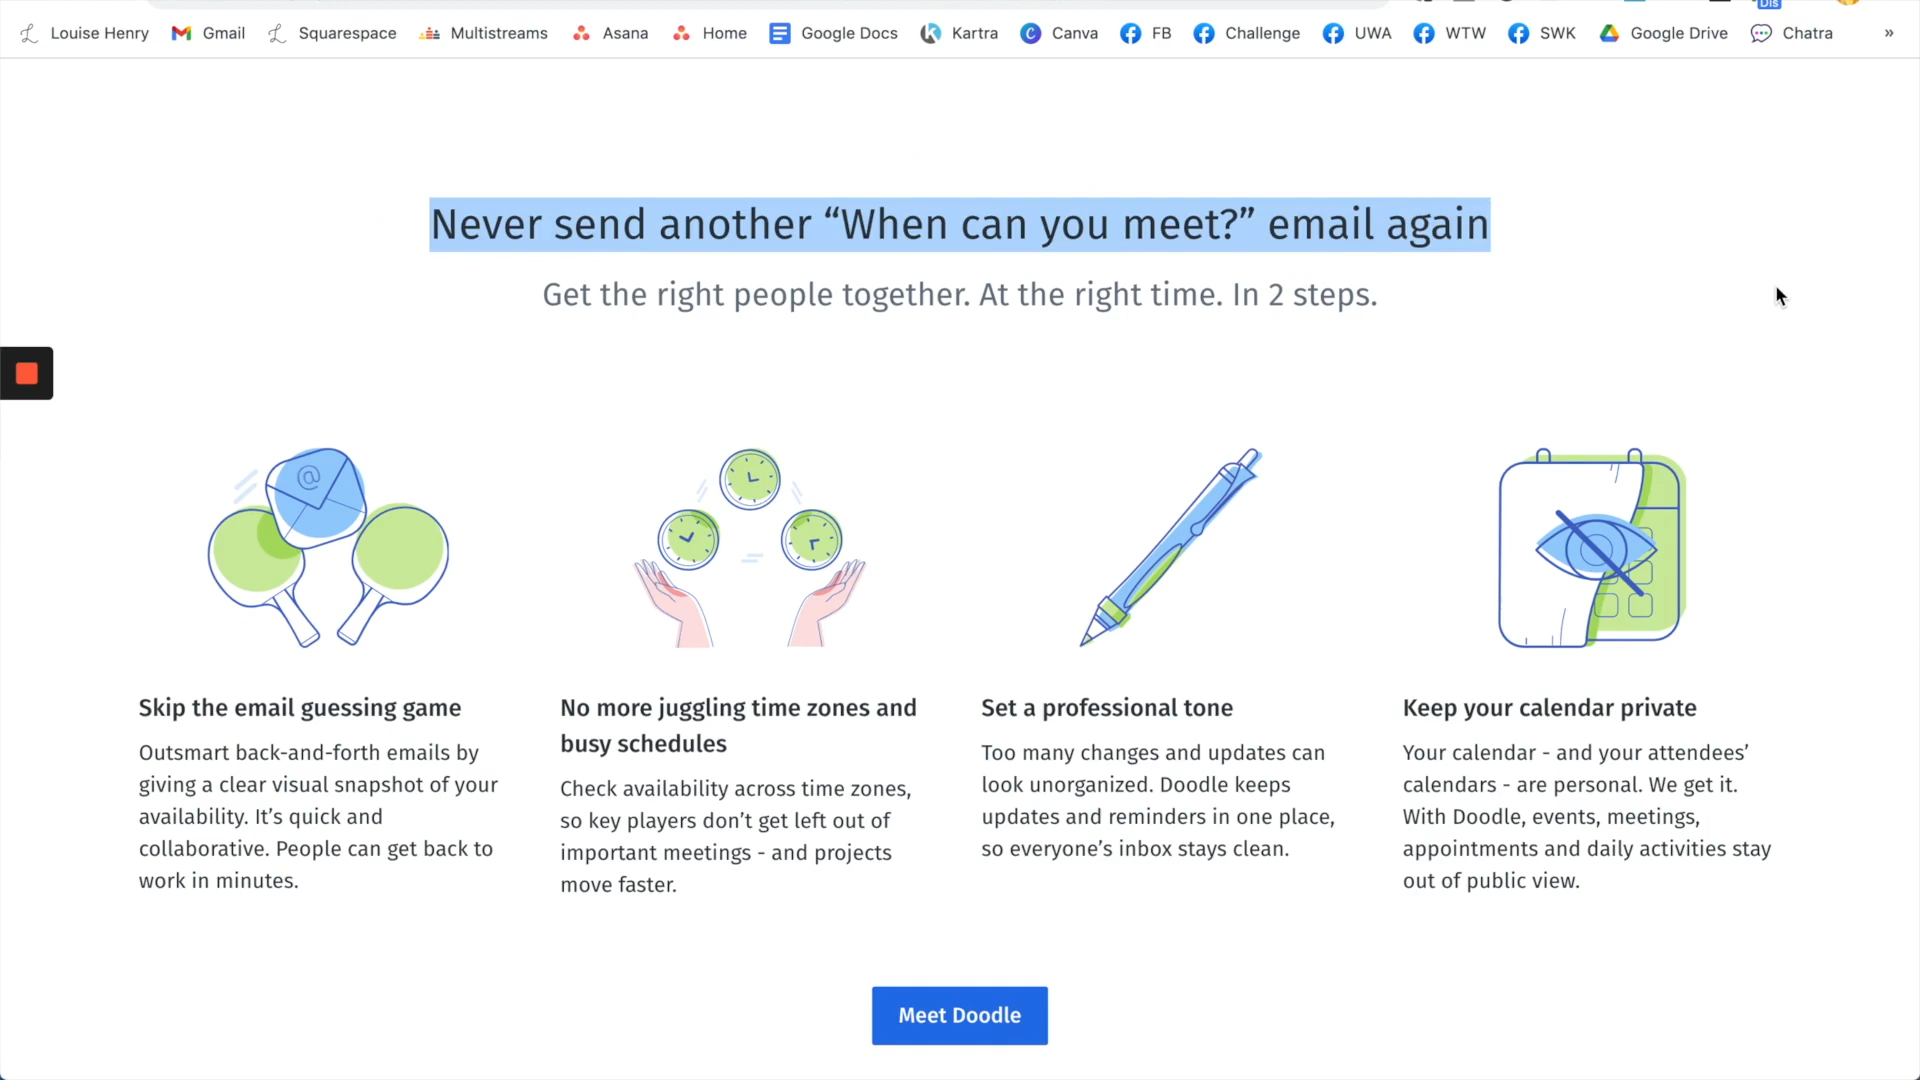 Dis
Louise Henry Gmail Squarespace Multistreams Asana Home Google Docs Kartra Canva FB Challenge UWA WTW SWK Google Drive Chatra »
Never send another “When can you meet?” email again
Get the right people together. At the right time. In 2 steps.
@
Skip the email guessing game
Outsmart back-and-forth emails by
giving a clear visual snapshot of your
availability. It’s quick and
collaborative. People can get back to
work in minutes.
No more juggling time zones and
busy schedules
Check availability across time zones,
so key players don’t get left out of
important meetings - and projects
move faster.
Set a professional tone
Too many changes and updates can
look unorganized. Doodle keeps
updates and reminders in one place,
so everyone’s inbox stays clean.
Keep your calendar private
Your calendar - and your attendees’
calendars - are personal. We get it.
With Doodle, events, meetings,
appointments and daily activities stay
out of public view.
Meet Doodle